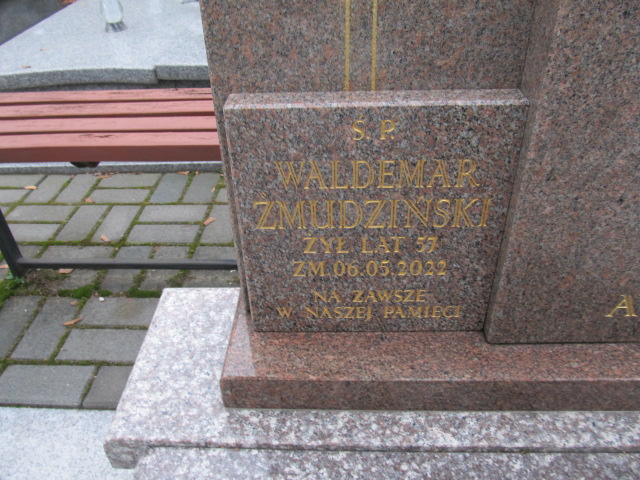 Ś. P.
WALDEMAR
ŻMUDZIŃSKI
ŻYŁ LAT 57
ZM. 06.05.2022
NA ZAWSZE
W NASZEJ PAMIĘCI
A